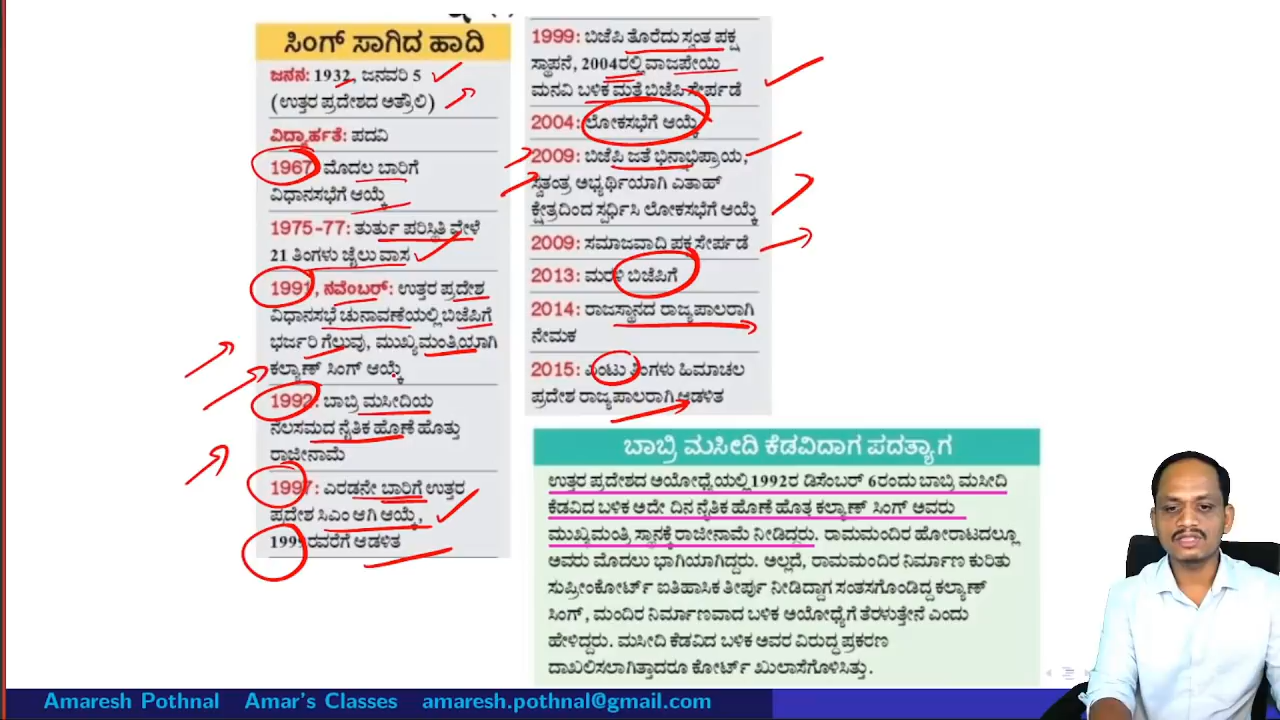 ಸಿಂಗ್ ಸಾಗಿದ ಹಾದಿ
ಜನನ: 1932, ಜನವರಿ 5
(ಉತ್ತರ ಪ್ರದೇಶದ ಅತ್ರೌಲಿ)
ವಿದ್ಯಾರ್ಹತೆ: ಪದವಿ
1967: ಮೊದಲ ಬಾರಿಗೆ
ವಿಧಾನಸಭೆಗೆ ಆಯ್ಕೆ
1975-77: ತುರ್ತು ಪರಿಸ್ಥಿತಿ ವೇಳೆ
21 ತಿಂಗಳು ಜೈಲು ವಾಸ
1991, ನವೆಂಬರ್: ಉತ್ತರ ಪ್ರದೇಶ
ವಿಧಾನಸಭೆ ಚುನಾವಣೆಯಲ್ಲಿ ಬಿಜೆಪಿಗೆ
ಭರ್ಜರಿ ಗೆಲುವು, ಮುಖ್ಯಮಂತ್ರಿಯಾಗಿ
ಕಲ್ಯಾಣ್ ಸಿಂಗ್ ಆಯ್ಕೆ
1992: ಬಾಬ್ರಿ ಮಸೀದಿಯ
ನೆಲಸಮದ ನೈತಿಕ ಹೊಣೆ ಹೊತ್ತು
ರಾಜೀನಾಮೆ
1997: ಎರಡನೇ ಬಾರಿಗೆ ಉತ್ತರ
ಪ್ರದೇಶ ಸಿಎಂ ಆಗಿ ಆಯ್ಕೆ,
1999ರವರೆಗೆ ಆಡಳಿತ
1999: ಬಿಜೆಪಿ ತೊರೆದು ಸ್ವಂತ ಪಕ್ಷ
ಸ್ಥಾಪನೆ, 2004ರಲ್ಲಿ ವಾಜಪೇಯಿ
ಮನವಿ ಬಳಿಕ ಮತ್ತೆ ಬಿಜೆಪಿ ಸೇರ್ಪಡೆ
2004: ಲೋಕಸಭೆಗೆ ಆಯ್ಕೆ
2009: ಬಿಜೆಪಿ ಜತೆ ಭಿನ್ನಾಭಿಪ್ರಾಯ,
ಸ್ವತಂತ್ರ ಅಭ್ಯರ್ಥಿಯಾಗಿ ಎತಾಹ್
ಕ್ಷೇತ್ರದಿಂದ ಸ್ಪರ್ಧಿಸಿ ಲೋಕಸಭೆಗೆ ಆಯ್ಕೆ
2009: ಸಮಾಜವಾದಿ ಪಕ್ಷ ಸೇರ್ಪಡೆ
2013: ಮರಳಿ ಬಿಜೆಪಿಗೆ
2014: ರಾಜಸ್ಥಾನದ ರಾಜ್ಯಪಾಲರಾಗಿ
ನೇಮಕ
2015: ಎಂಟು ತಿಂಗಳು ಹಿಮಾಚಲ
ಪ್ರದೇಶ ರಾಜ್ಯಪಾಲರಾಗಿ ಆಡಳಿತ
ಬಾಬ್ರಿ ಮಸೀದಿ ಕೆಡವಿದಾಗ ಪದತ್ಯಾಗ
ಉತ್ತರ ಪ್ರದೇಶದ ಅಯೋಧ್ಯೆಯಲ್ಲಿ 1992ರ ಡಿಸೆಂಬರ್ 6ರಂದು ಬಾಬ್ರಿ ಮಸೀದಿ
ಕೆಡವಿದ ಬಳಿಕ ಅದೇ ದಿನ ನೈತಿಕ ಹೊಣೆ ಹೊತ್ತ ಕಲ್ಯಾಣ್ ಸಿಂಗ್ ಅವರು
ಮುಖ್ಯಮಂತ್ರಿ ಸ್ಥಾನಕ್ಕೆ ರಾಜೀನಾಮೆ ನೀಡಿದ್ದರು. ರಾಮಮಂದಿರ ಹೋರಾಟದಲ್ಲೂ
ಅವರು ಮೊದಲು ಭಾಗಿಯಾಗಿದ್ದರು. ಅಲ್ಲದೆ, ರಾಮಮಂದಿರ ನಿರ್ಮಾಣ ಕುರಿತು
ಸುಪ್ರೀಂಕೋರ್ಟ್ ಐತಿಹಾಸಿಕ ತೀರ್ಪು ನೀಡಿದ್ದಾಗ ಸಂತಸಗೊಂಡಿದ್ದ ಕಲ್ಯಾಣ್
ಸಿಂಗ್, ಮಂದಿರ ನಿರ್ಮಾಣವಾದ ಬಳಿಕ ಅಯೋಧ್ಯೆಗೆ ತೆರಳುತ್ತೇನೆ ಎಂದು
ಹೇಳಿದ್ದರು. ಮಸೀದಿ ಕೆಡವಿದ ಬಳಿಕ ಅವರ ವಿರುದ್ಧ ಪ್ರಕರಣ
ದಾಖಲಿಸಲಾಗಿತ್ತಾದರೂ ಕೋರ್ಟ್ ಖುಲಾಸೆಗೊಳಿಸಿತ್ತು.
Amaresh Pothnal Amar's Classes amaresh.pothnal@gmail.com